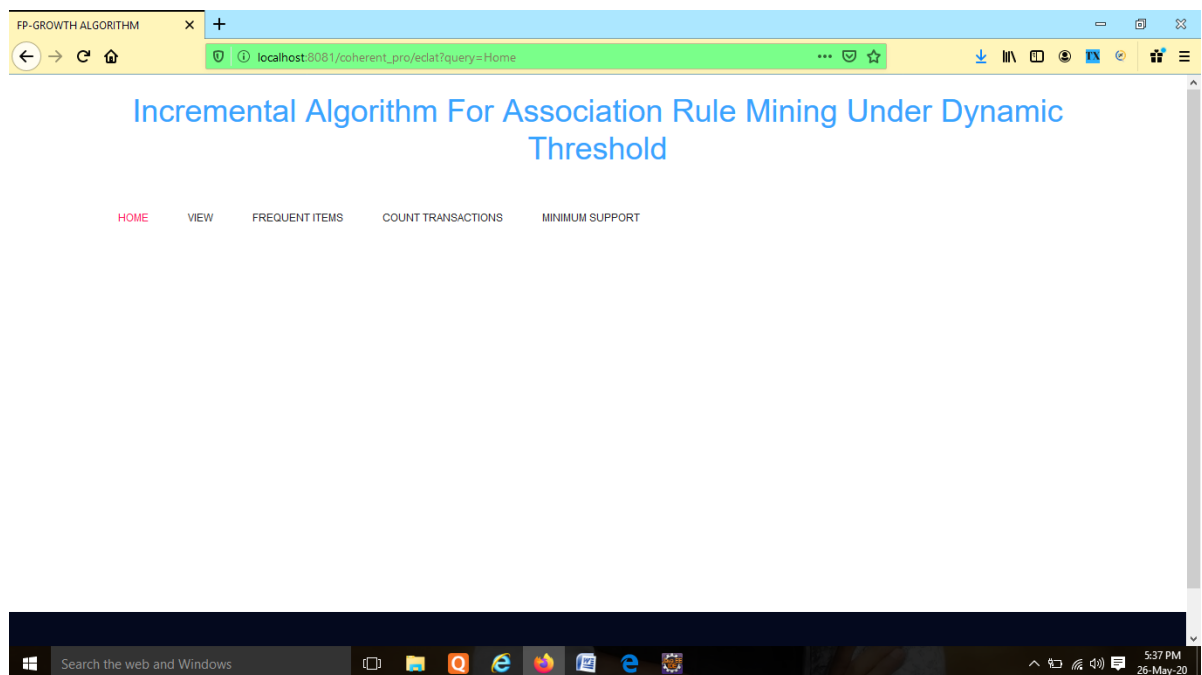 FP-GROWTH ALGORITHM
localhost:8081/coherent_pro/eclat?query=Home
Incremental Algorithm For Association Rule Mining Under Dynamic
Threshold
HOME VIEW FREQUENT ITEMS COUNT TRANSACTIONS MINIMUM SUPPORT
Search the web and Windows
5:37 PM
26-May-20